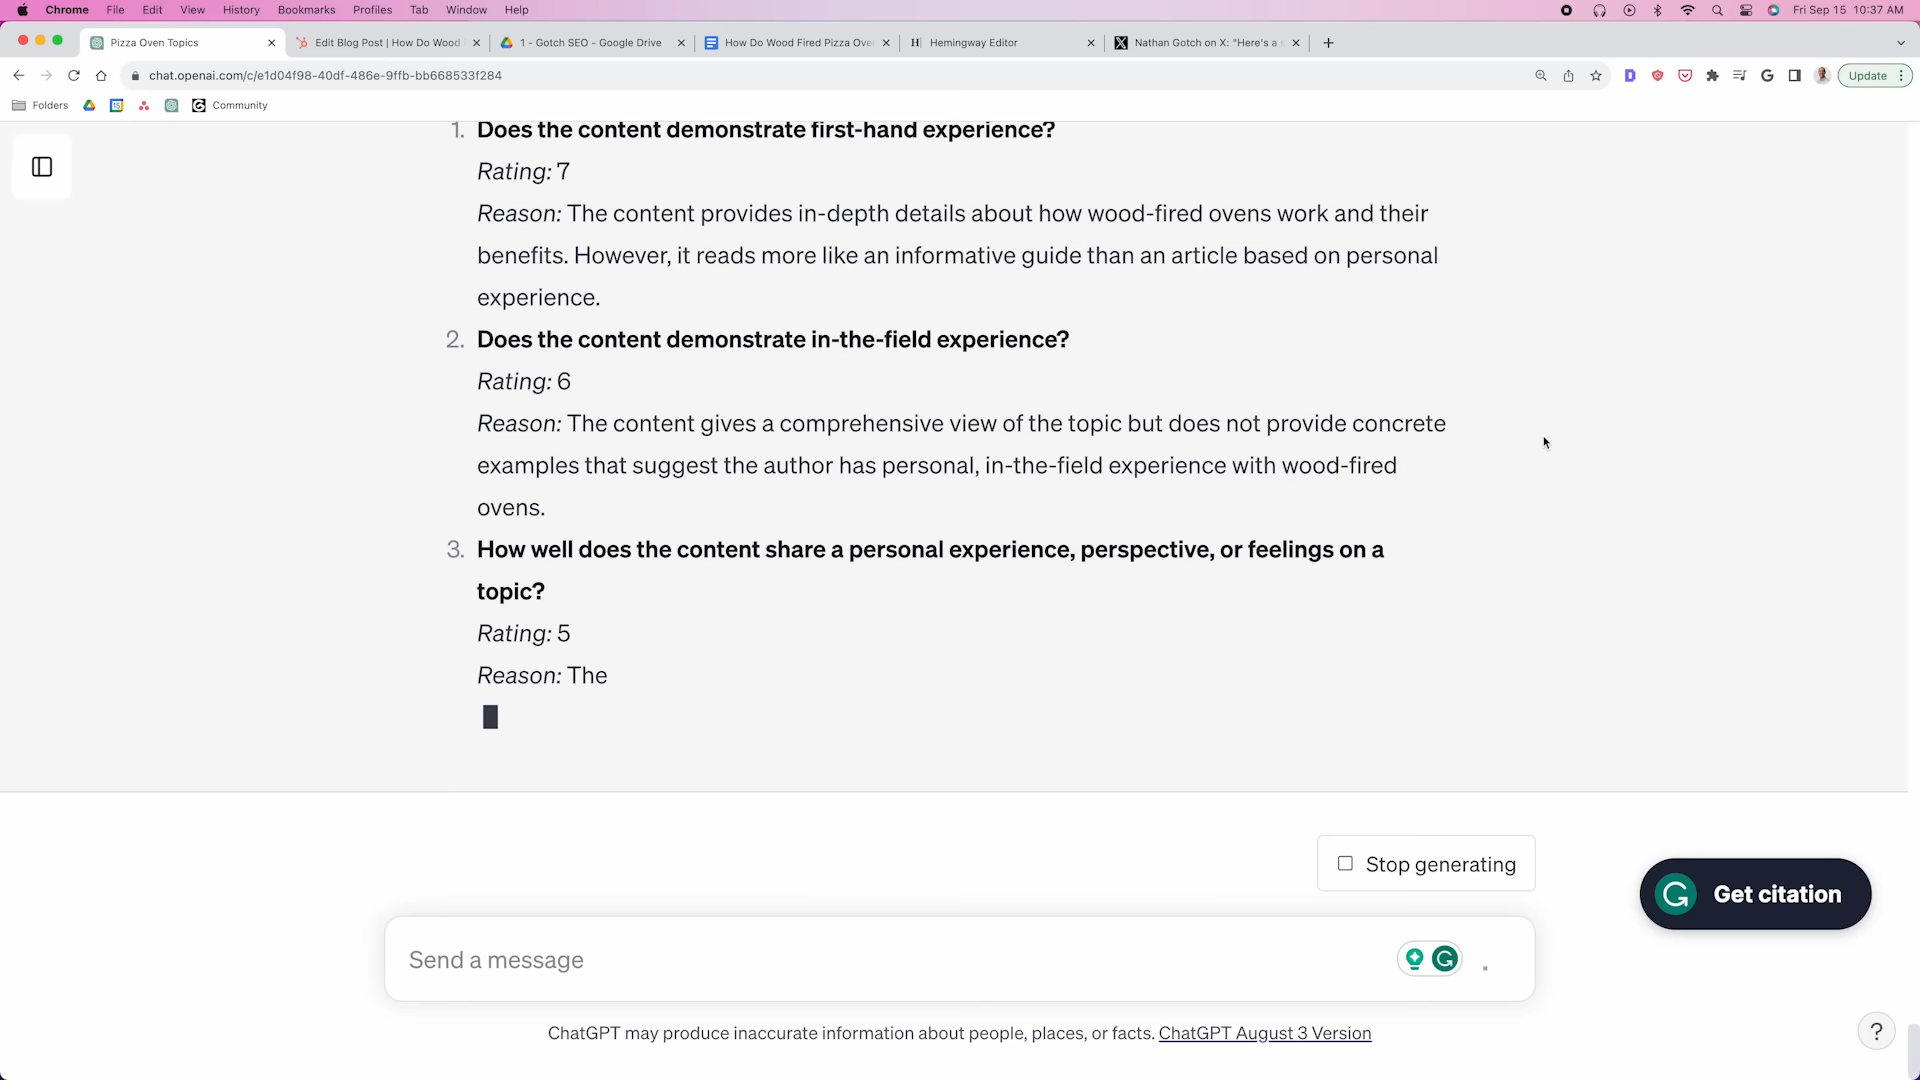 Chrome File Edit View History Bookmarks Profiles Tab Window Help Fri Sep 15 10:37 AM
Pizza Oven Topics Edit Blog Post | How Do Wood 1 - Gotch SEO - Google Drive How Do Wood Fired Pizza Ove Hemingway Editor Nathan Gotch on X: "Here's a s
chat.openai.com/c/e1d04f98-40df-486e-9ffb-bb668533f284 Update
Folders Community
1. Does the content demonstrate first-hand experience?
Rating: 7
Reason: The content provides in-depth details about how wood-fired ovens work and their
benefits. However, it reads more like an informative guide than an article based on personal
experience.
2. Does the content demonstrate in-the-field experience?
Rating: 6
Reason: The content gives a comprehensive view of the topic but does not provide concrete
examples that suggest the author has personal, in-the-field experience with wood-fired
ovens.
3. How well does the content share a personal experience, perspective, or feelings on a
topic?
Rating: 5
Reason: The
Stop generating
Get citation
Send a message
ChatGPT may produce inaccurate information about people, places, or facts. ChatGPT August 3 Version
?